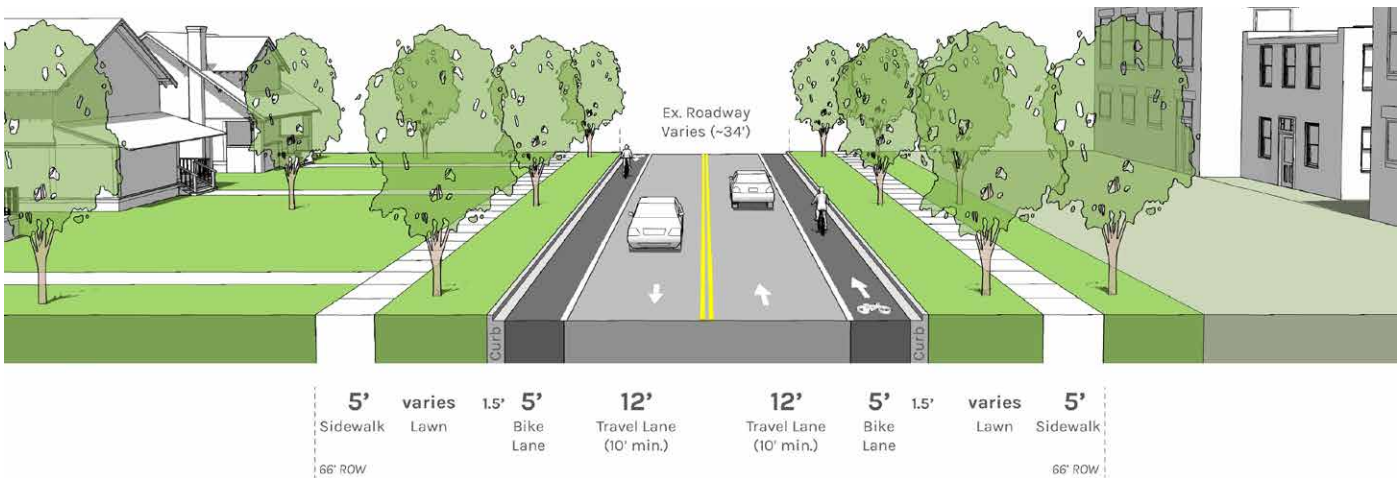 Ex. Roadway
Varies (~34')
Curb
Curb
5' varies 1.5' 5' 12' 12' 5' 1.5' varies 5'
Sidewalk Lawn Bike Travel Lane Travel Lane Bike Lawn Sidewalk
Lane (10' min.) (10' min.) Lane
66' ROW 66' ROW